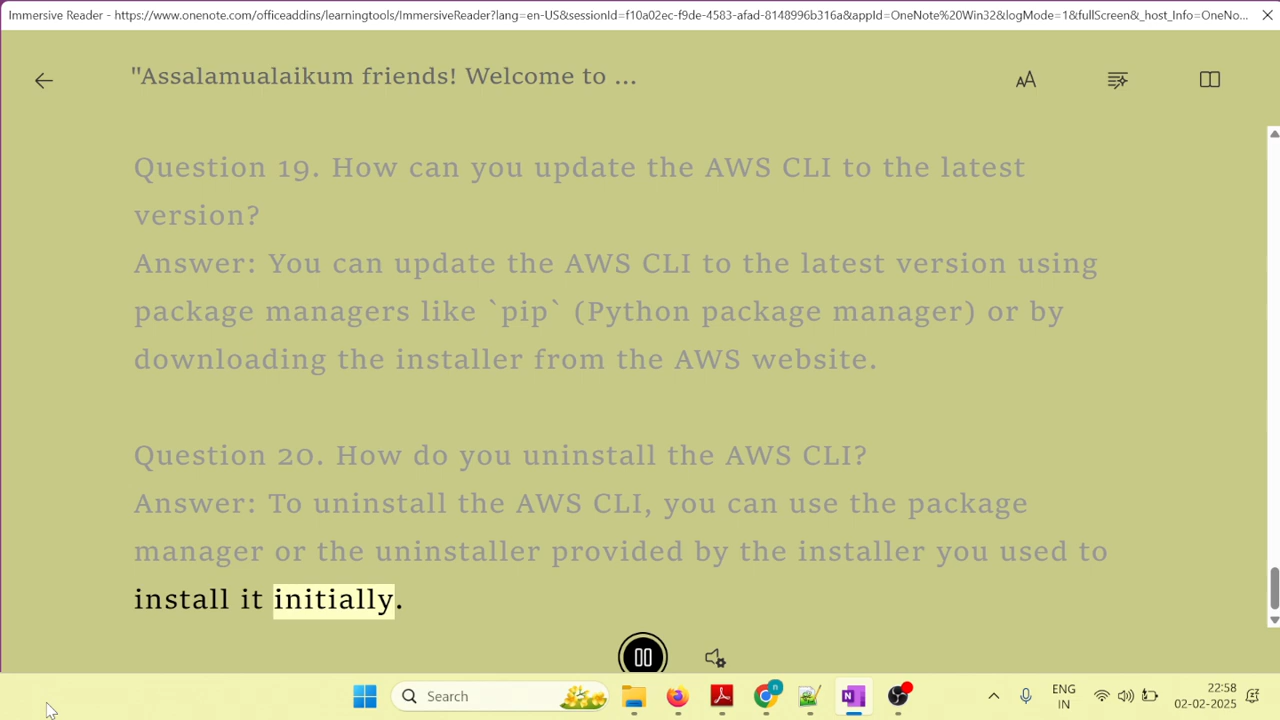 Immersive Reader - https://www.onenote.com/officeaddins/learningtools/ImmersiveReader?lang=en-US&sessionId=f10a02ec-f9de-4583-afad-8148996b316a&appId=OneNote%20Win32&logMode=1&fullScreen&_host_Info=OneNo...
"Assalamualaikum friends! Welcome to ...
AA
Question 19. How can you update the AWS CLI to the latest
version?
Answer: You can update the AWS CLI to the latest version using
package managers like `pip` (Python package manager) or by
downloading the installer from the AWS website.
Question 20. How do you uninstall the AWS CLI?
Answer: To uninstall the AWS CLI, you can use the package
manager or the uninstaller provided by the installer you used to
install it initially.
Search
n
N
ENG
IN
22:58
02-02-2025